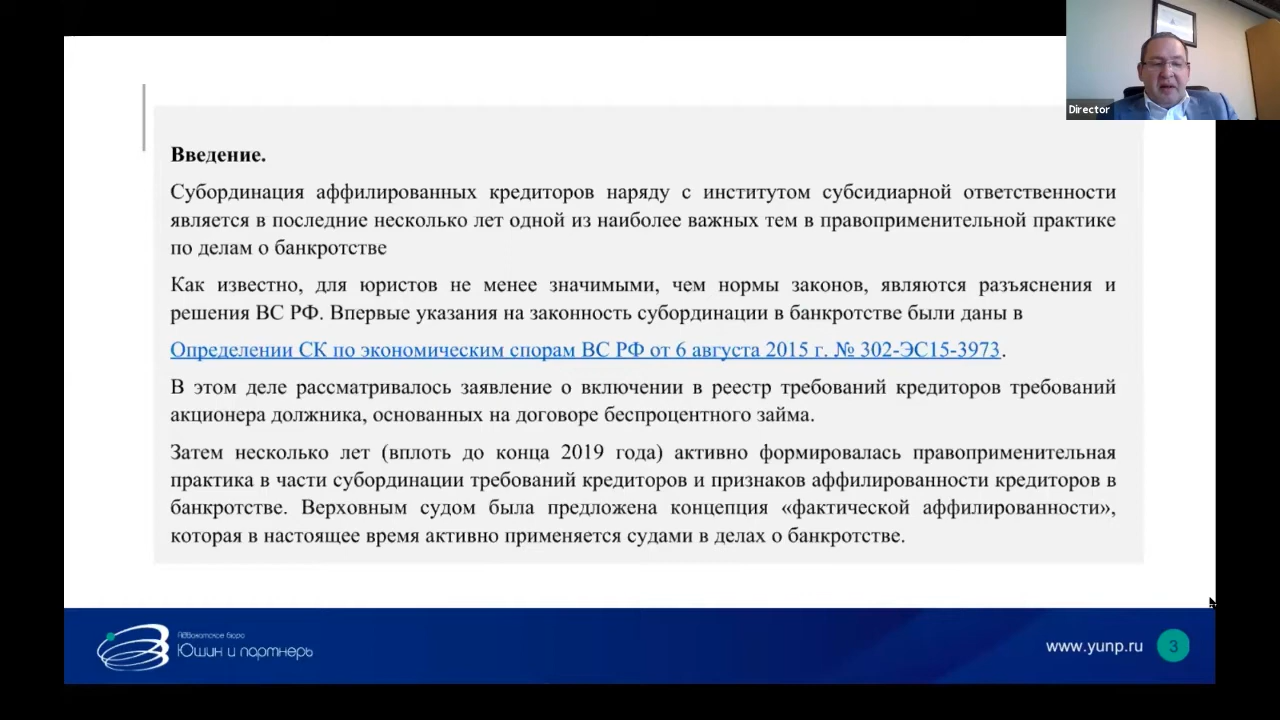 Director
Введение.
Субординация аффилированных кредиторов наряду с институтом субсидиарной ответственности
является в последние несколько лет одной из наиболее важных тем в правоприменительной практике
по делам о банкротстве
Как известно, для юристов не менее значимыми, чем нормы законов, являются разъяснения и
решения ВС РФ. Впервые указания на законность субординации в банкротстве были даны в
Определении СК по экономическим спорам ВС РФ от 6 августа 2015 г. № 302-ЭС15-3973.
В этом деле рассматривалось заявление о включении в реестр требований кредиторов требований
акционера должника, основанных на договоре беспроцентного займа.
Затем несколько лет (вплоть до конца 2019 года) активно формировалась правоприменительная
практика в части субординации требований кредиторов и признаков аффилированности кредиторов в
банкротстве. Верховным судом была предложена концепция «фактической аффилированности»,
которая в настоящее время активно применяется судами в делах о банкротстве.
Адвокатское бюро
Юшин и партнеры
www.yunp.ru
3